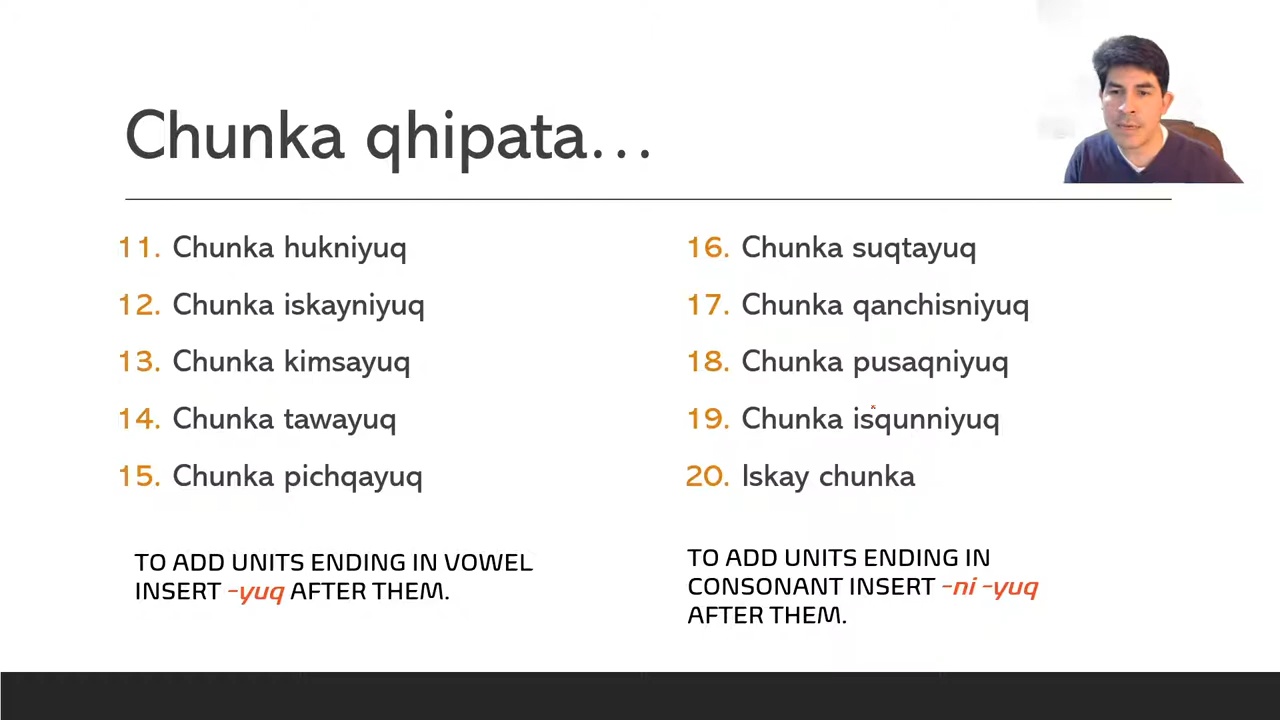 Chunka qhipata...
11. Chunka hukniyuq
12. Chunka iskayniyuq
13. Chunka kimsayuq
14. Chunka tawayuq
15. Chunka pichqayuq
TO ADD UNITS ENDING IN VOWEL
INSERT -yuq AFTER THEM.
16. Chunka suqtayuq
17. Chunka qanchisniyuq
18. Chunka pusaqniyuq
19. Chunka isqunniyuq
20. Iskay chunka
TO ADD UNITS ENDING IN
CONSONANT INSERT -ni -yuq
AFTER THEM.